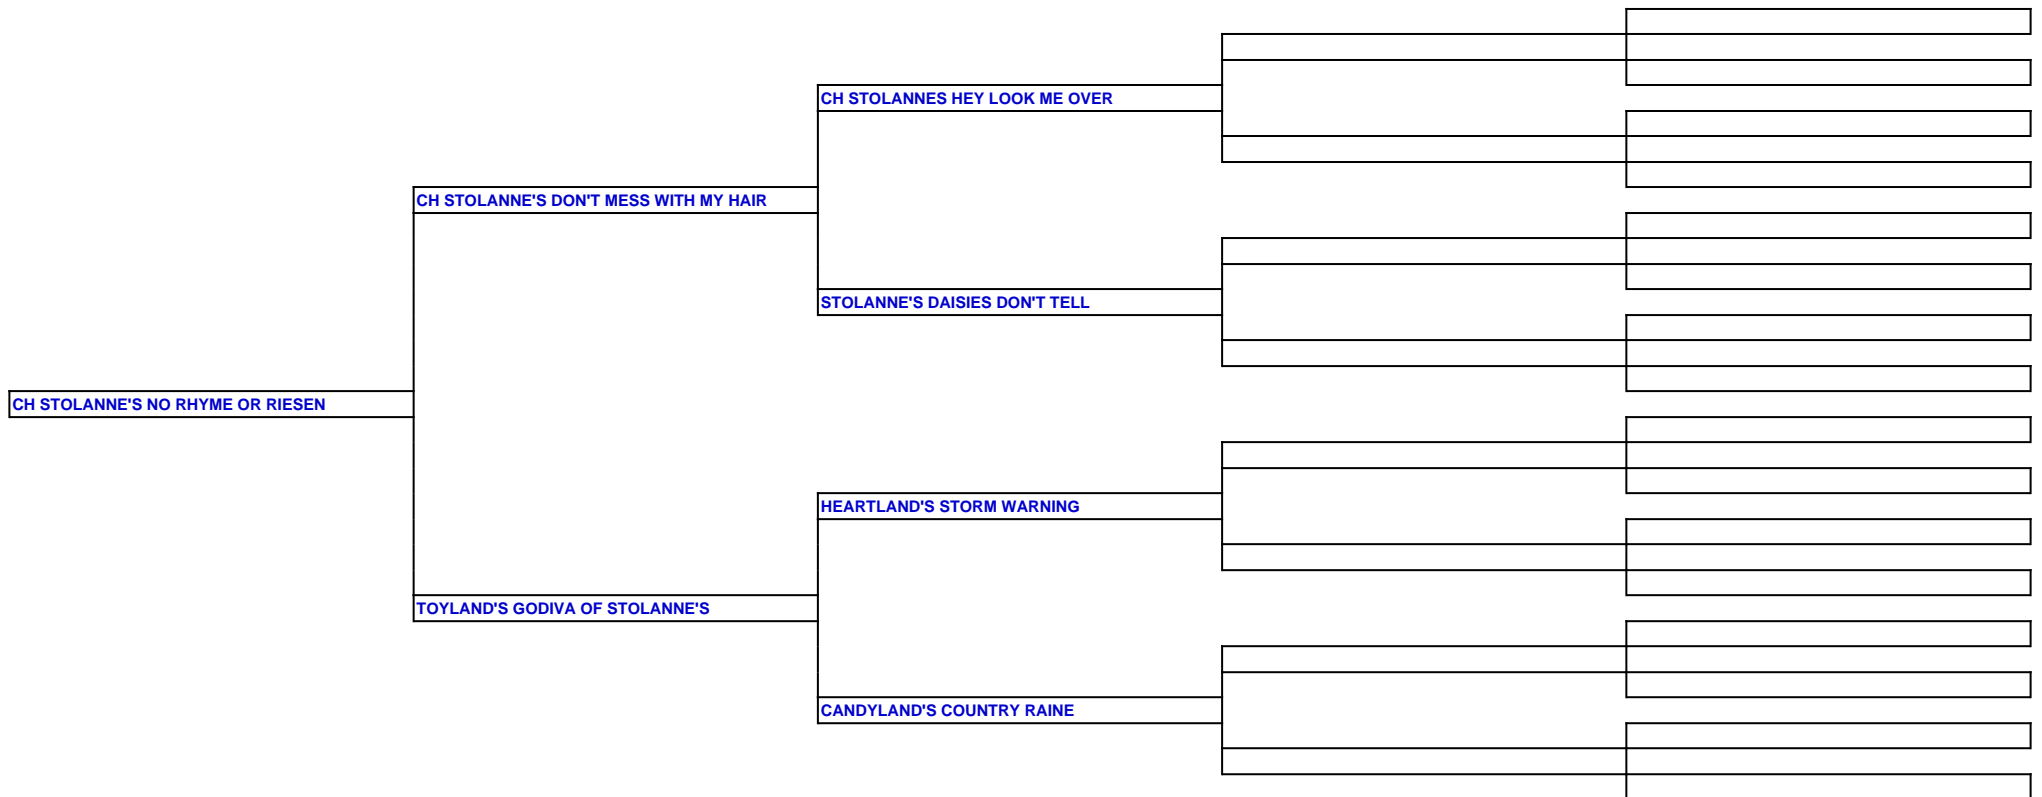 CH STOLANNES HEY LOOK ME OVER
CH STOLANNE'S DON'T MESS WITH MY HAIR
STOLANNE'S DAISIES DON'T TELL
CH STOLANNE'S NO RHYME OR RIESEN
HEARTLAND'S STORM WARNING
TOYLAND'S GODIVA OF STOLANNE'S
CANDYLAND'S COUNTRY RAINE